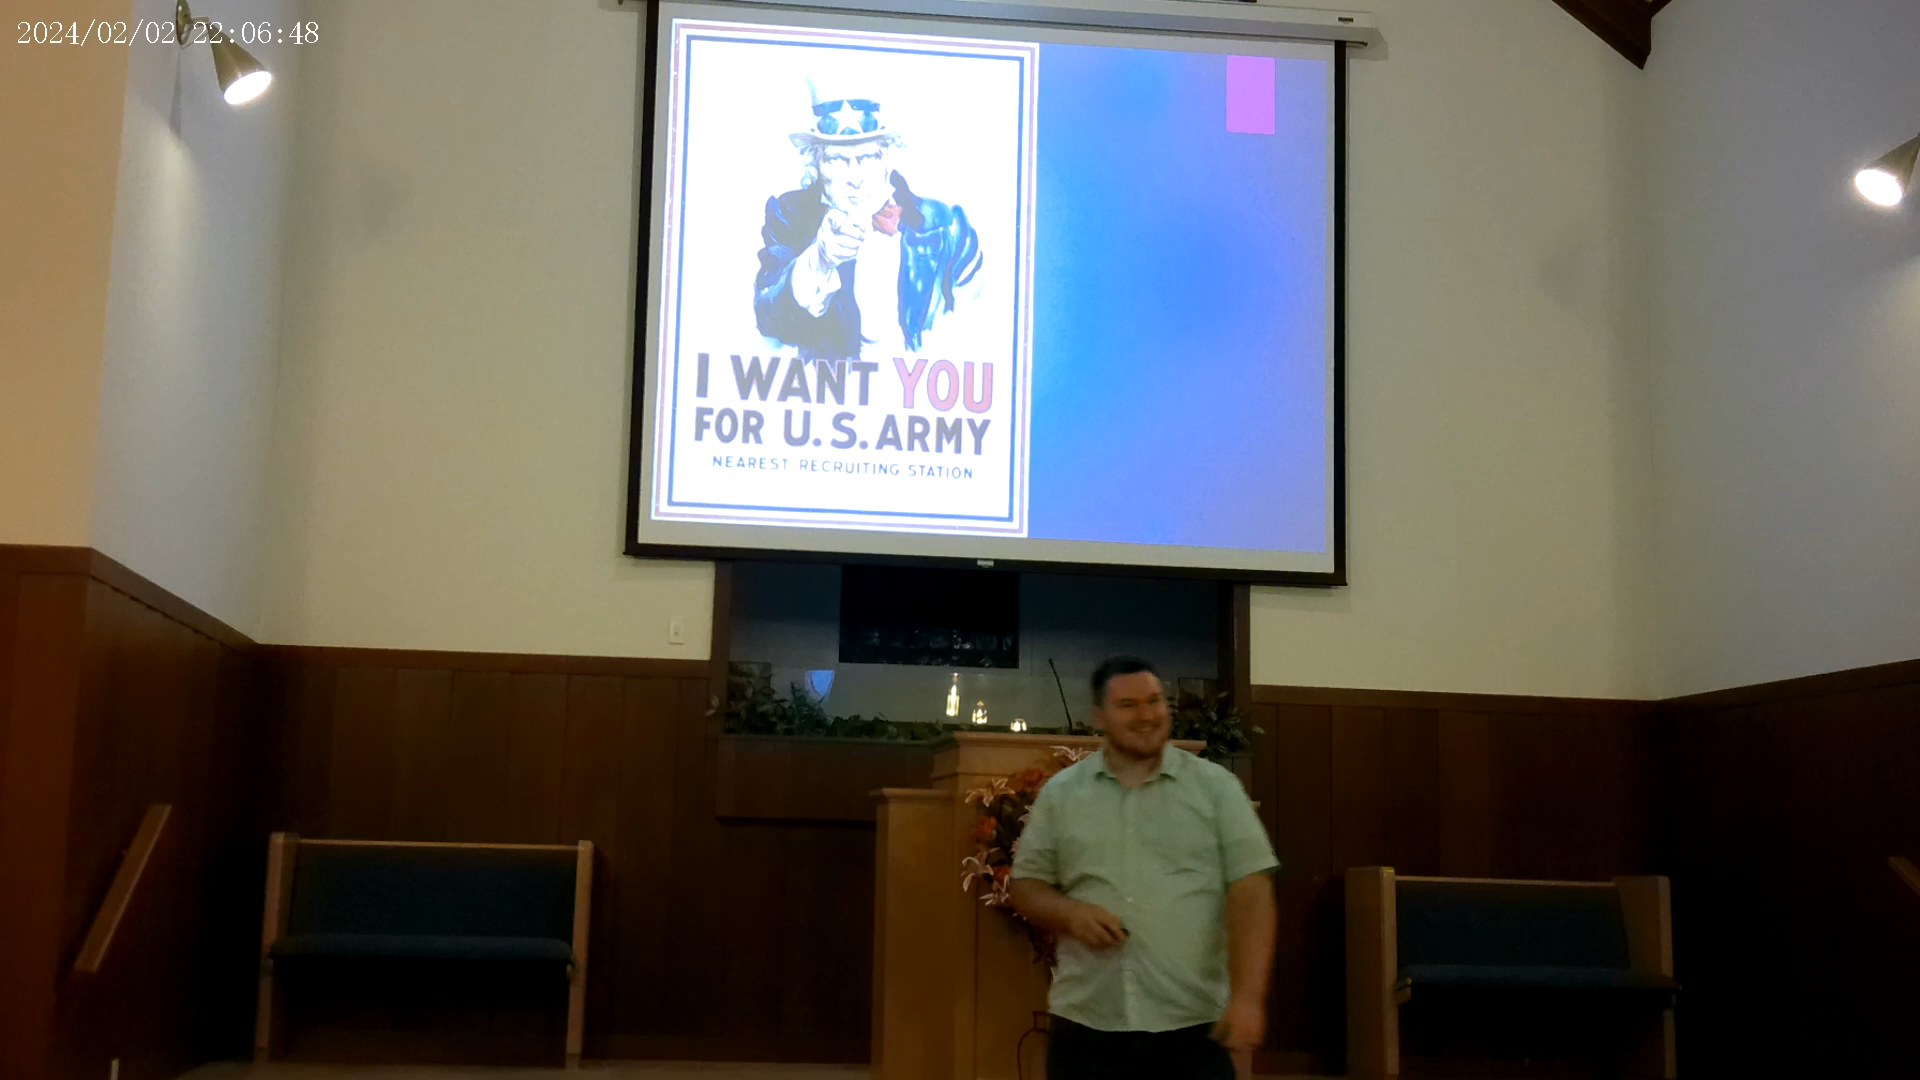 2024/02/02 22:06:48
I WANT YOU
FOR U.S. ARMY
NEAREST RECRUITING STATION